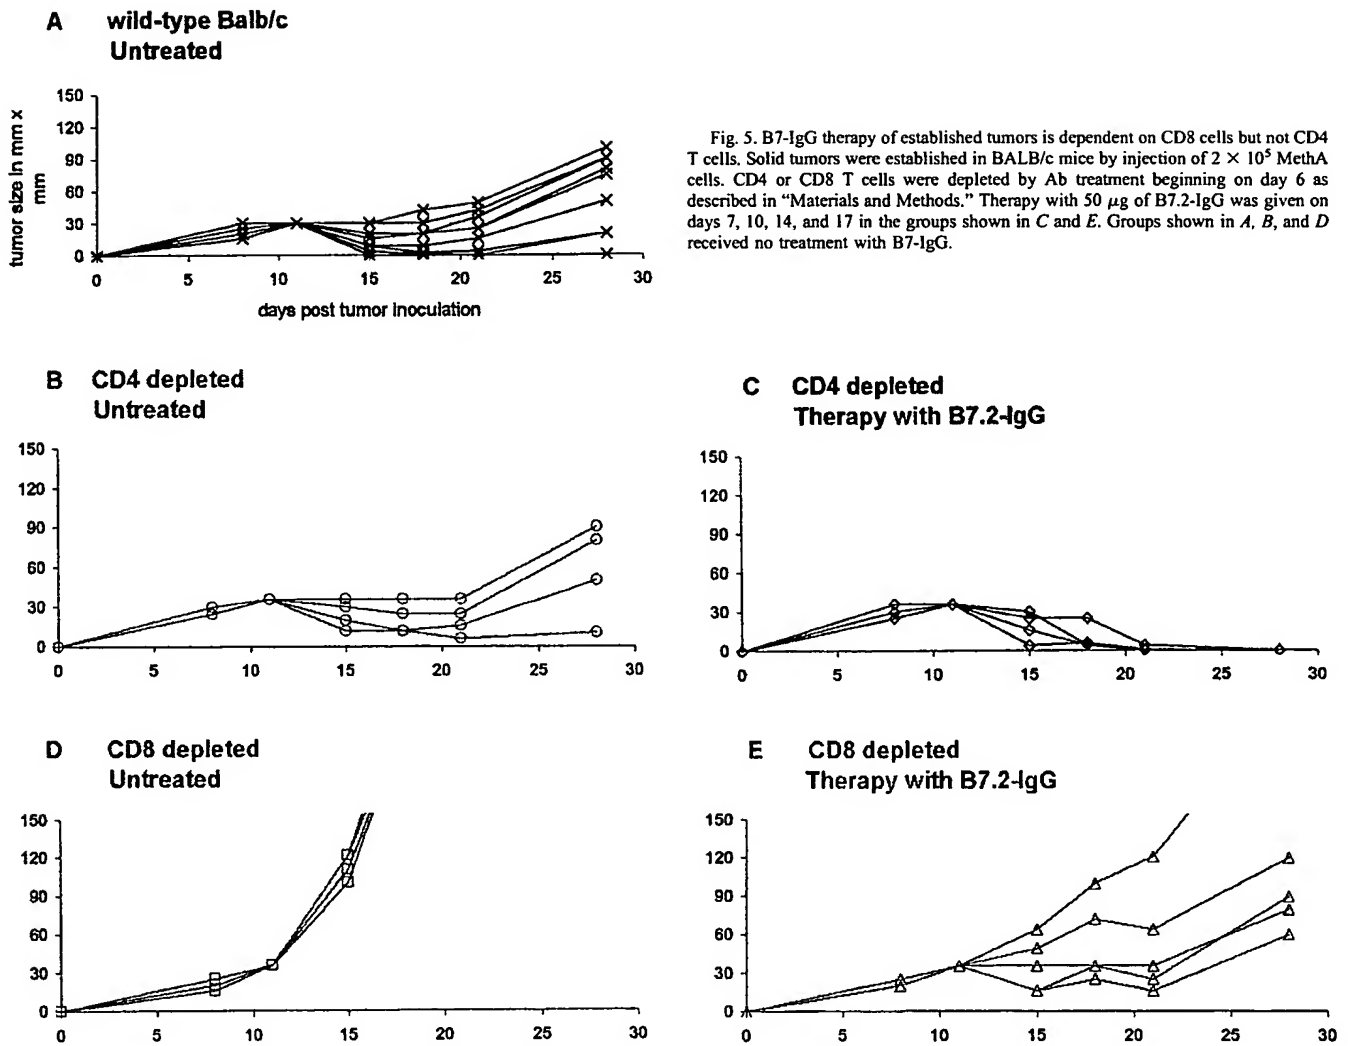 A wild-type Balb/c
Untreated
150
120
90
60
30
0
tumor size in mm x
mm
0 5 10 15 20 25 30
days post tumor inoculation
Fig. 5. B7-IgG therapy of established tumors is dependent on CD8 cells but not CD4
T cells. Solid tumors were established in BALB/c mice by injection of 2 × 10⁵ MethA
cells. CD4 or CD8 T cells were depleted by Ab treatment beginning on day 6 as
described in “Materials and Methods.” Therapy with 50 μg of B7.2-IgG was given on
days 7, 10, 14, and 17 in the groups shown in C and E. Groups shown in A, B, and D
received no treatment with B7-IgG.
B CD4 depleted
Untreated
150
120
90
60
30
0
0 5 10 15 20 25 30
C CD4 depleted
Therapy with B7.2-IgG
150
120
90
60
30
0
0 5 10 15 20 25 30
D CD8 depleted
Untreated
150
120
90
60
30
0
0 5 10 15 20 25 30
E CD8 depleted
Therapy with B7.2-IgG
150
120
90
60
30
0
0 5 10 15 20 25 30